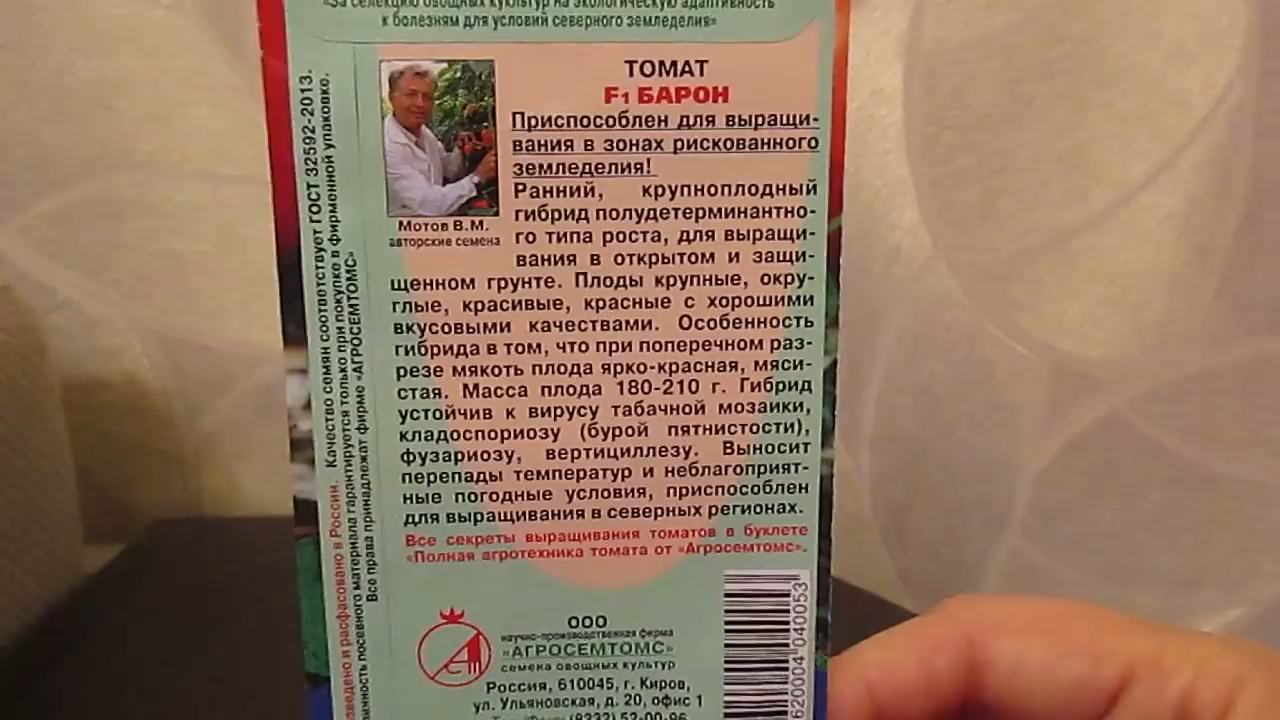 «За селекцию овощных культур на экологическую адаптивность
к болезням для условий северного земледелия»
ТОМАТ
F1 БАРОН
Приспособлен для выращи-
вания в зонах рискованного
земледелия!
Ранний, крупноплодный
гибрид полудетерминантно-
го типа роста, для выращи-
вания в открытом и защи-
щенном грунте. Плоды крупные, окру-
глые, красивые, красные с хорошими
вкусовыми качествами. Особенность
гибрида в том, что при поперечном раз-
резе мякоть плода ярко-красная, мяси-
стая. Масса плода 180-210 г. Гибрид
устойчив к вирусу табачной мозаики,
кладоспориозу (бурой пятнистости),
фузариозу, вертициллезу. Выносит
перепады температур и неблагоприят-
ные погодные условия, приспособлен
для выращивания в северных регионах.
Все секреты выращивания томатов в буклете
«Полная агротехника томата от «Агросемтомс».
Мотов В.М.
авторские семена
ООО
научно-производственная фирма
«АГРОСЕМТОМС»
семена овощных культур
Россия, 610045, г. Киров,
ул. Ульяновская, д. 20, офис 1
(8332) 52-00-96
620004 040053
зведено и расфасовано в России. Качество семян соответствует ГОСТ 32592-2013.
линность посевного материала гарантируется только при покупке в фирменной упаковке.
Все права принадлежат фирме «АГРОСЕМТОМС»